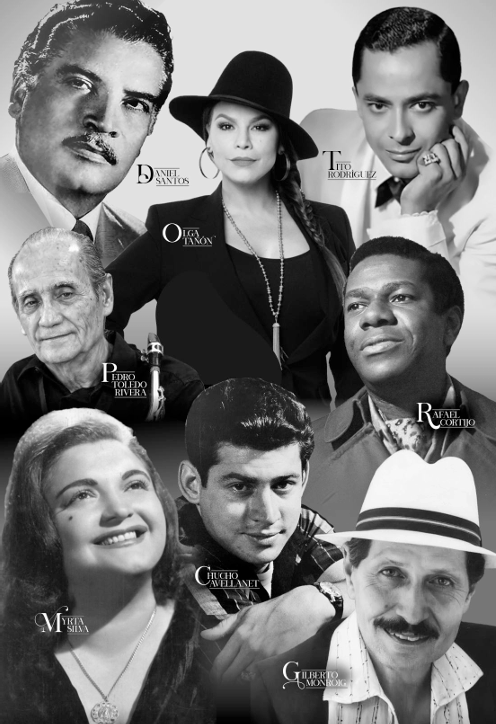 DANIEL
SANTOS
TITO
RODRÍGUEZ
OLGA
TAÑÓN
PEDRO
TOLEDO
RIVERA
RAFAEL
CORTIJO
CHUCHO
AVELLANET
MYRTA
SILVA
GILBERTO
MONROIG